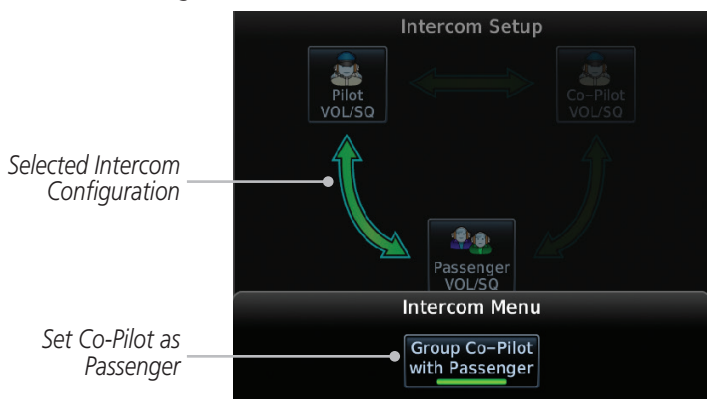 Intercom Setup
Pilot
VOL/SQ
Co-Pilot
VOL/SQ
Selected Intercom
Configuration
Passenger
VOL/SQ
Intercom Menu
Set Co-Pilot as
Passenger
Group Co-Pilot
with Passenger